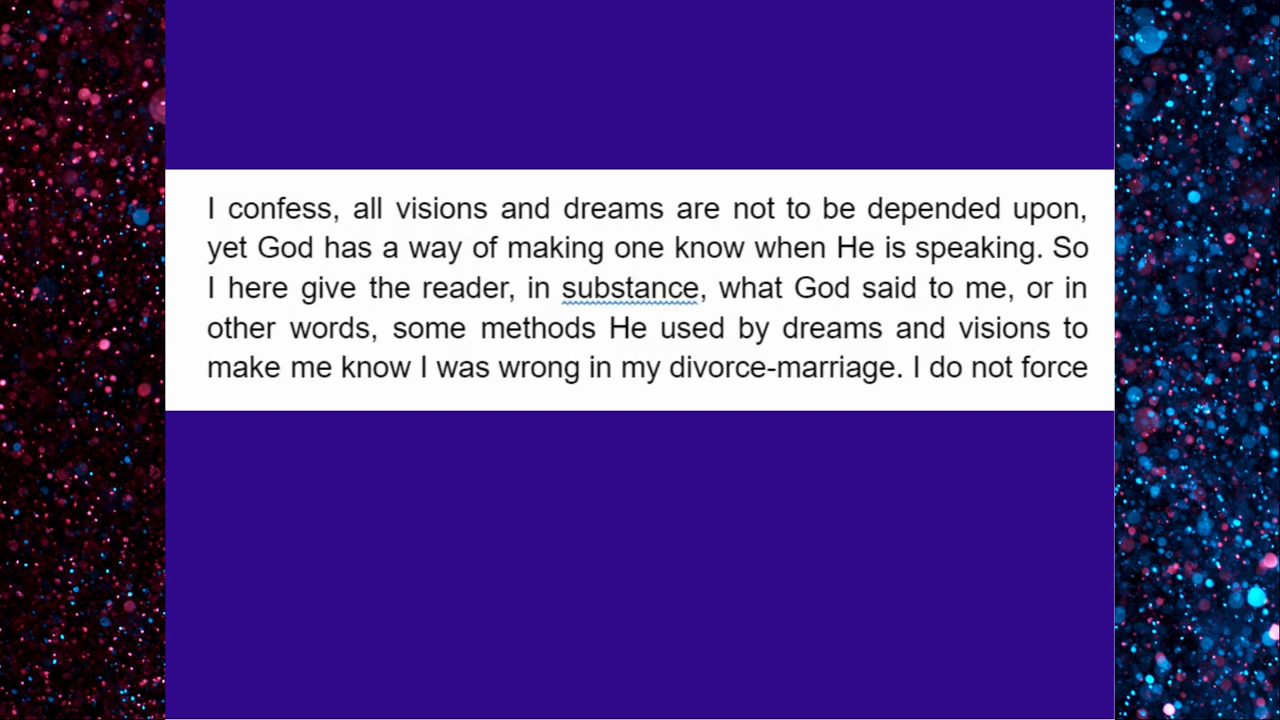 I confess, all visions and dreams are not to be depended upon,
yet God has a way of making one know when He is speaking. So
I here give the reader, in substance, what God said to me, or in
other words, some methods He used by dreams and visions to
make me know I was wrong in my divorce-marriage. I do not force